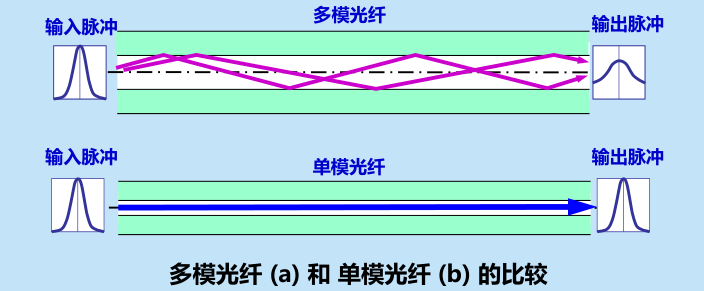 多模光纤
输入脉冲
输出脉冲
输入脉冲
单模光纤
输出脉冲
多模光纤 (a) 和 单模光纤 (b) 的比较